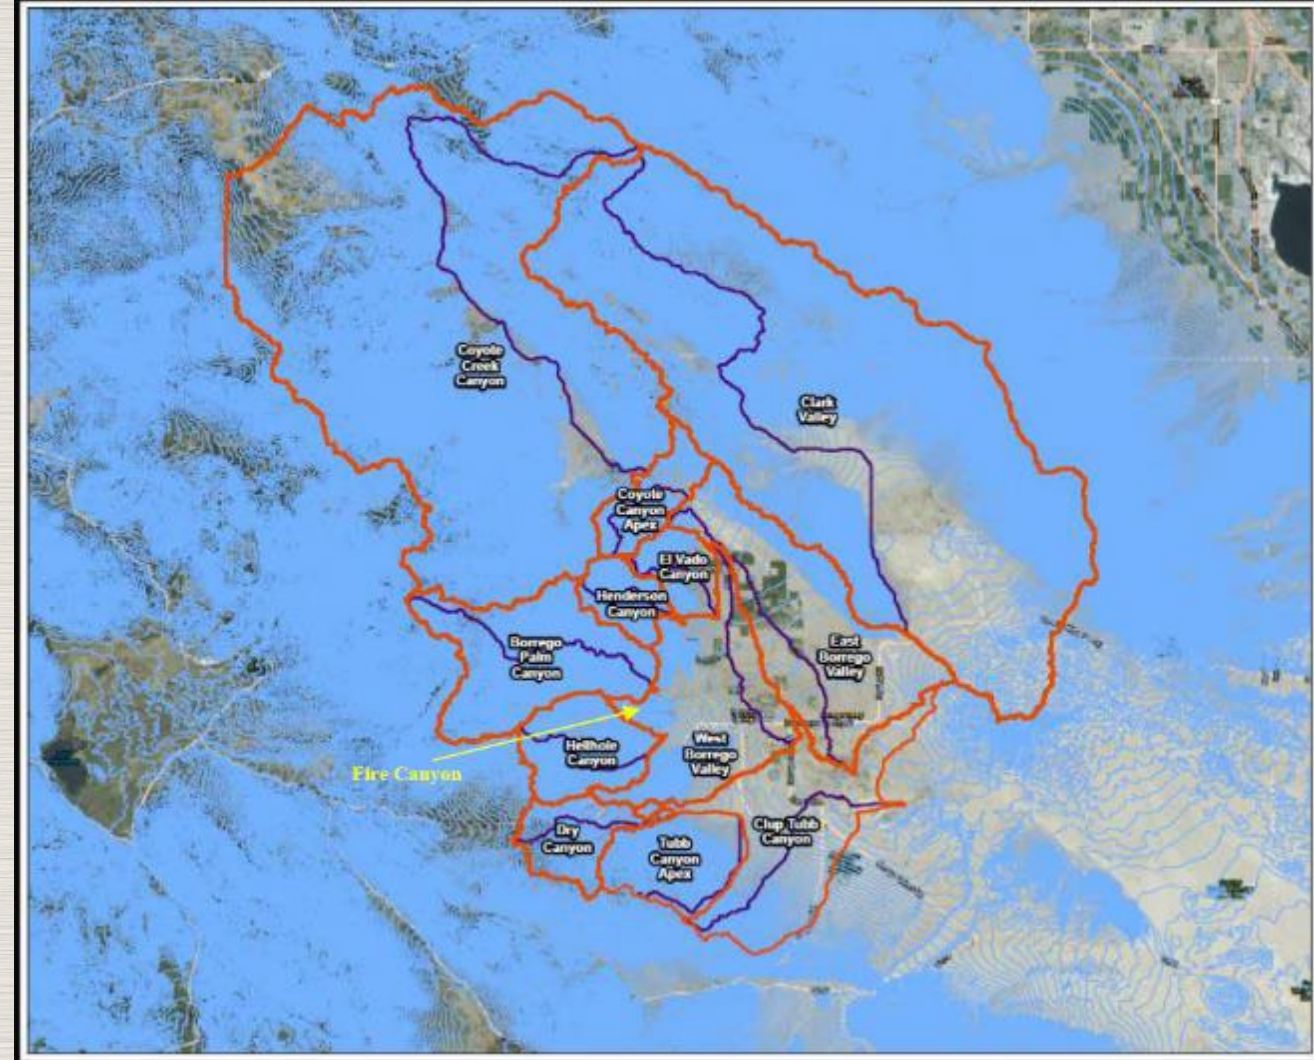 Coyote
Creek
Canyon
Clark
Valley
Coyote
Canyon
Apex
El Vado
Canyon
Henderson
Canyon
Borrego
Palm
Canyon
East
Borrego
Valley
West
Borrego
Valley
Hellhole
Canyon
Fire Canyon
Dry
Canyon
Tubb
Canyon
Apex
Clup Tubb
Canyon